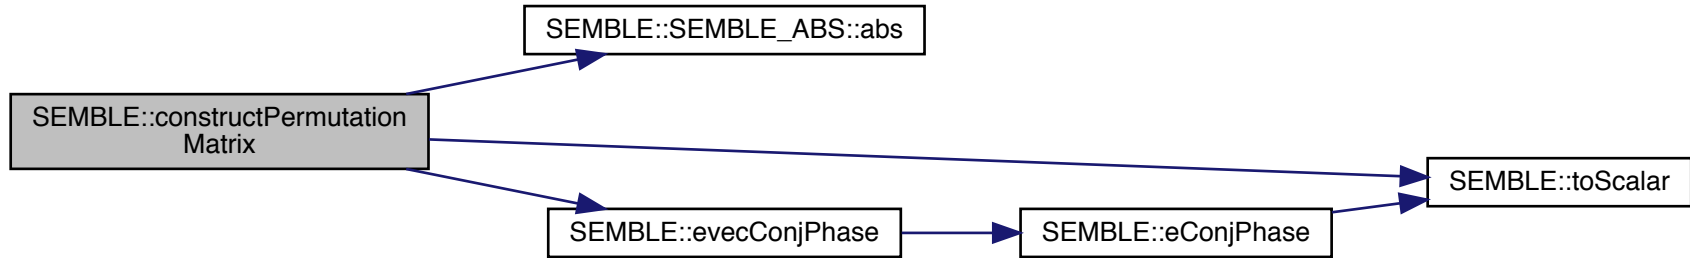 SEMBLE::SEMBLE_ABS::abs
SEMBLE::constructPermutation
Matrix
SEMBLE::toScalar
SEMBLE::evecConjPhase
SEMBLE::eConjPhase